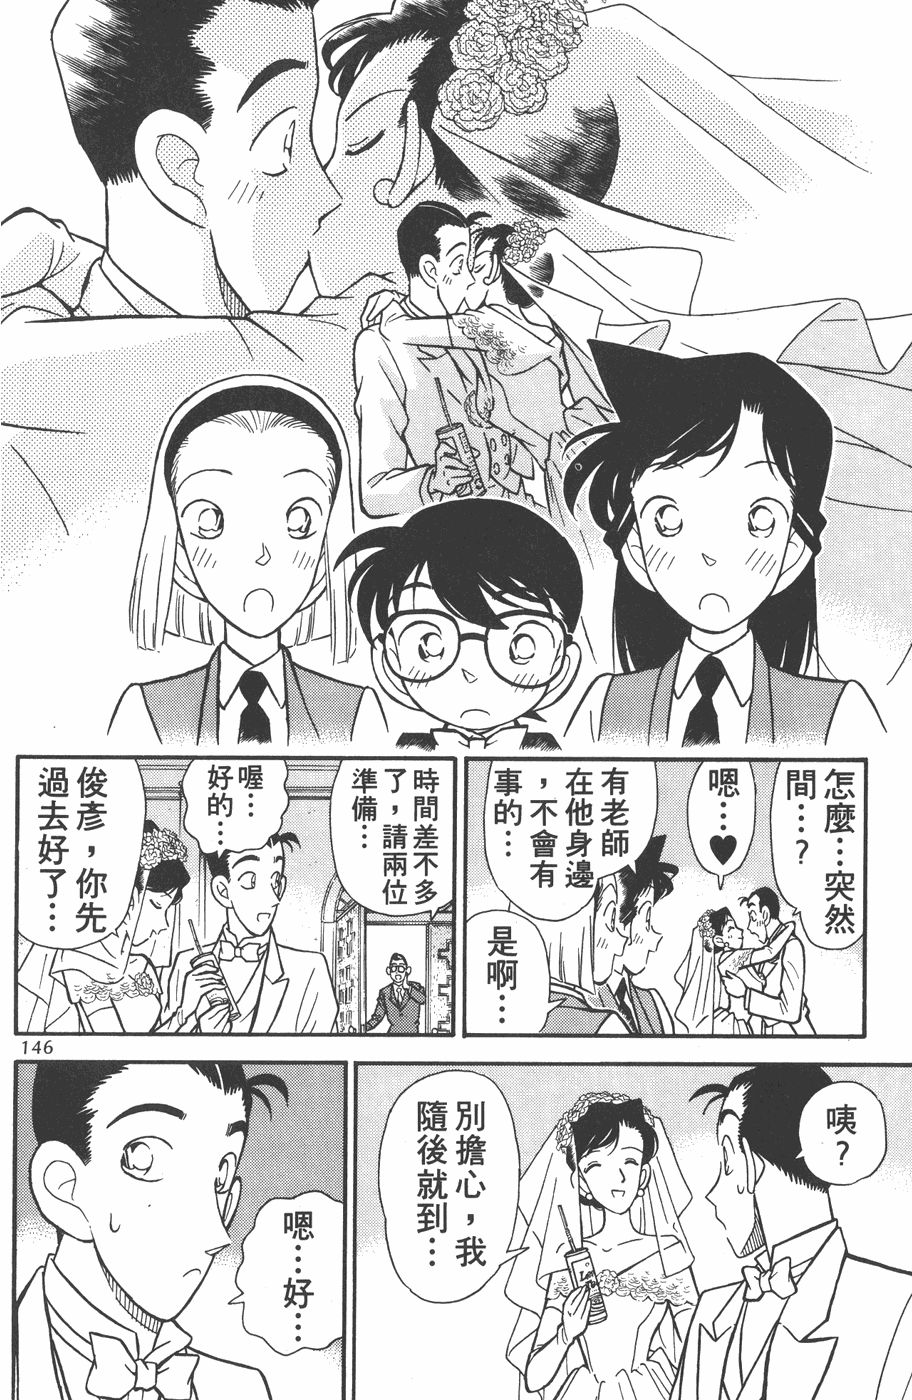 怎麼…突然
間…?
嗯…♥
有老師
在他身邊
,不會有
事的…
是啊…
時間差不多
了,請兩位
準備…
喔…
好的…
俊彥,你先
過去好了…
146
咦?
別擔心,我
隨後就到…
嗯…好…